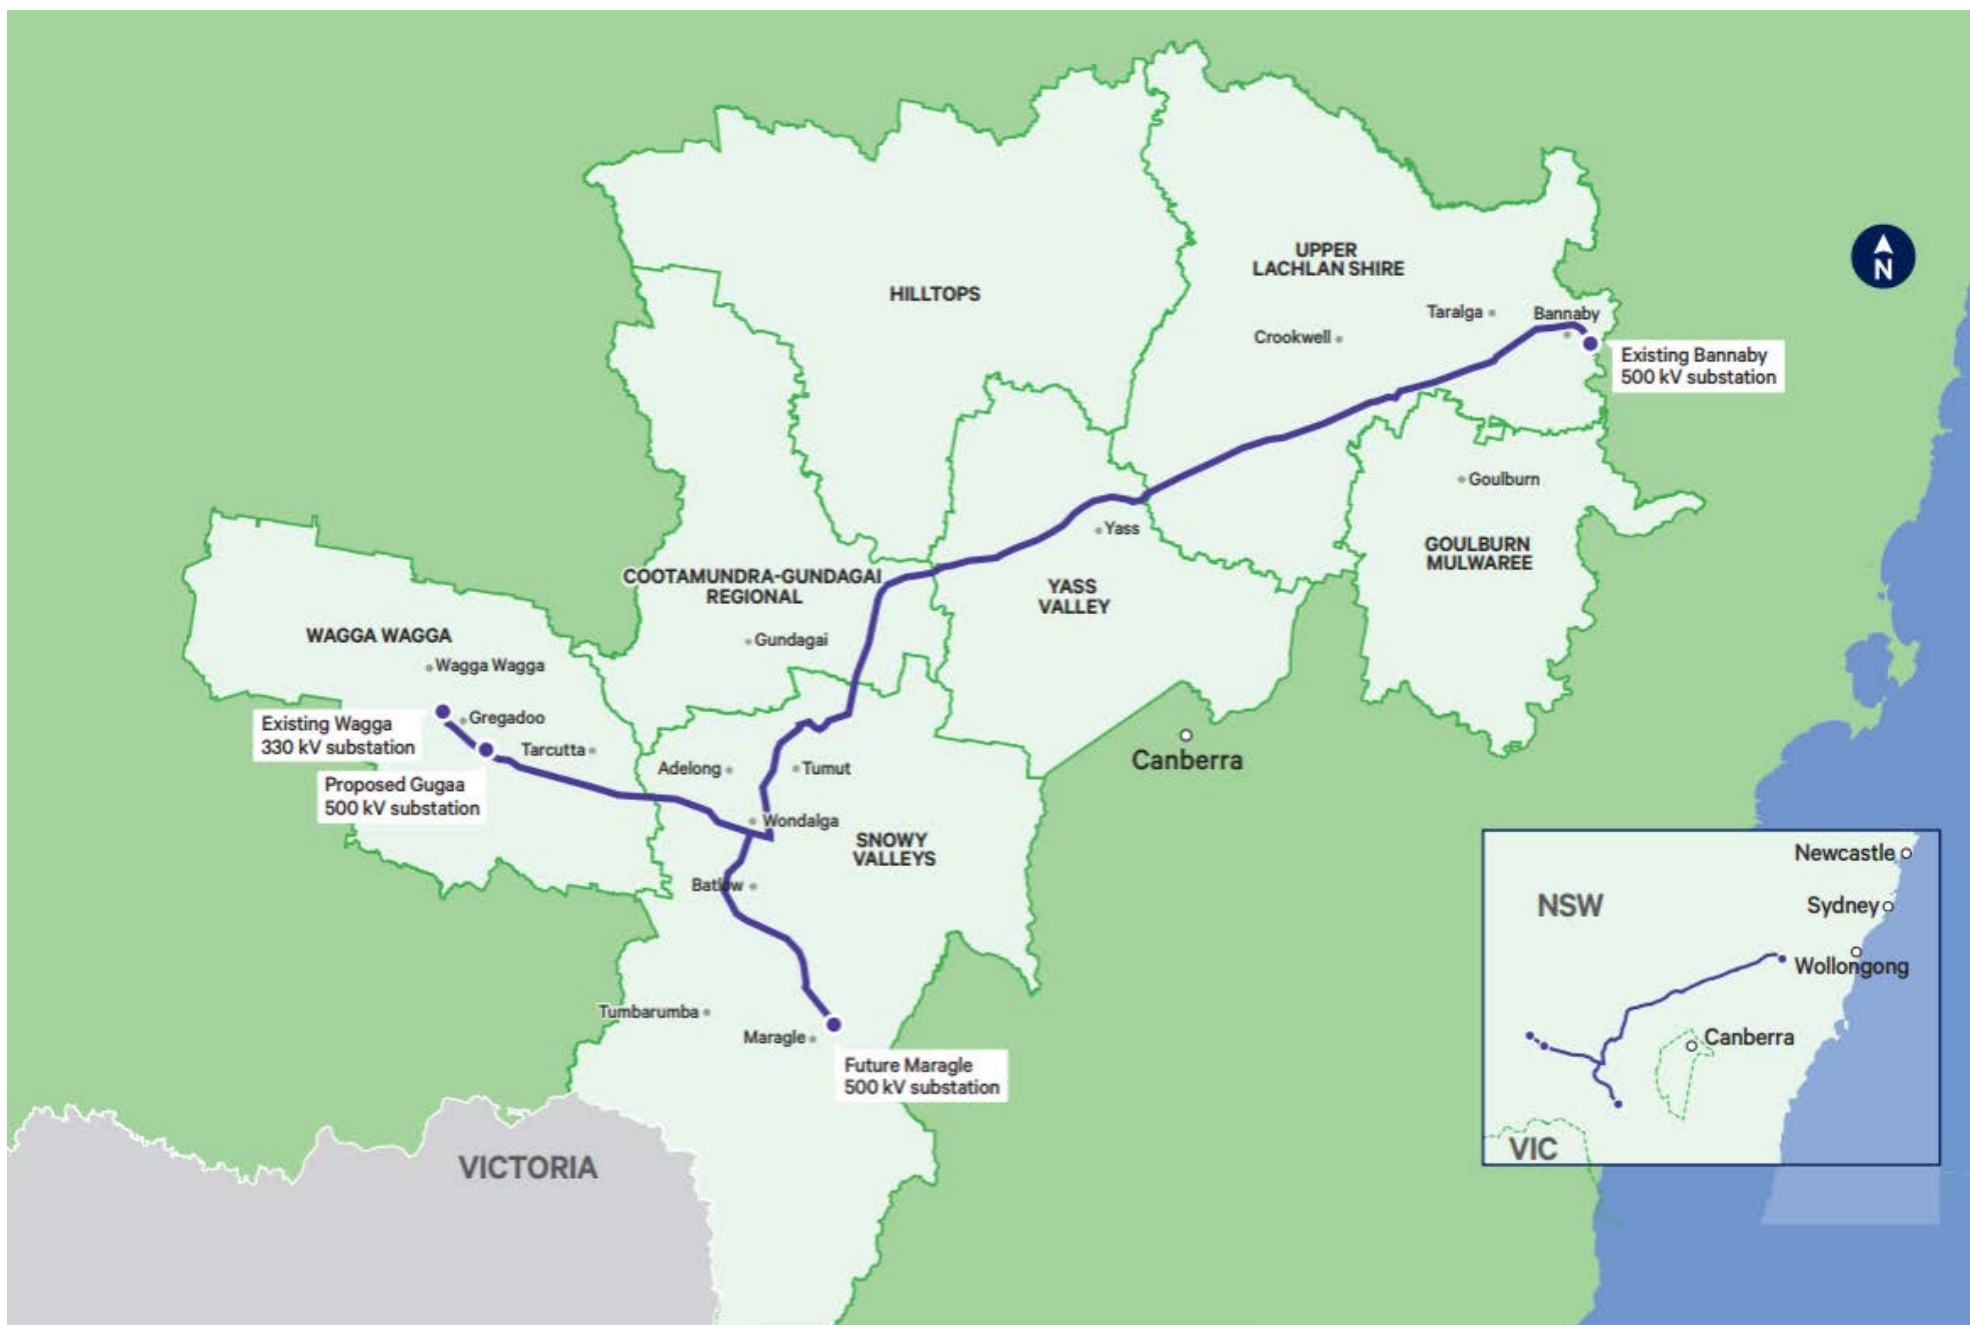 UPPER
LACHLAN SHIRE
HILLTOPS
Taralga
Bannaby
Crookwell
Existing Bannaby
500 kV substation
Goulburn
Yass
GOULBURN
MULWAREE
COOTAMUNDRA-GUNDAGAI
REGIONAL
YASS
VALLEY
WAGGA WAGGA
Gundagai
Wagga Wagga
Existing Wagga
330 kV substation
Gregadoo
Tarcutta
Adelong
Tumut
Canberra
Proposed Gugaa
500 kV substation
Wondalga
SNOWY
VALLEYS
Batlow
Tumbarumba
Maragle
Future Maragle
500 kV substation
VICTORIA
N
Newcastle
NSW
Sydney
Wollongong
Canberra
VIC